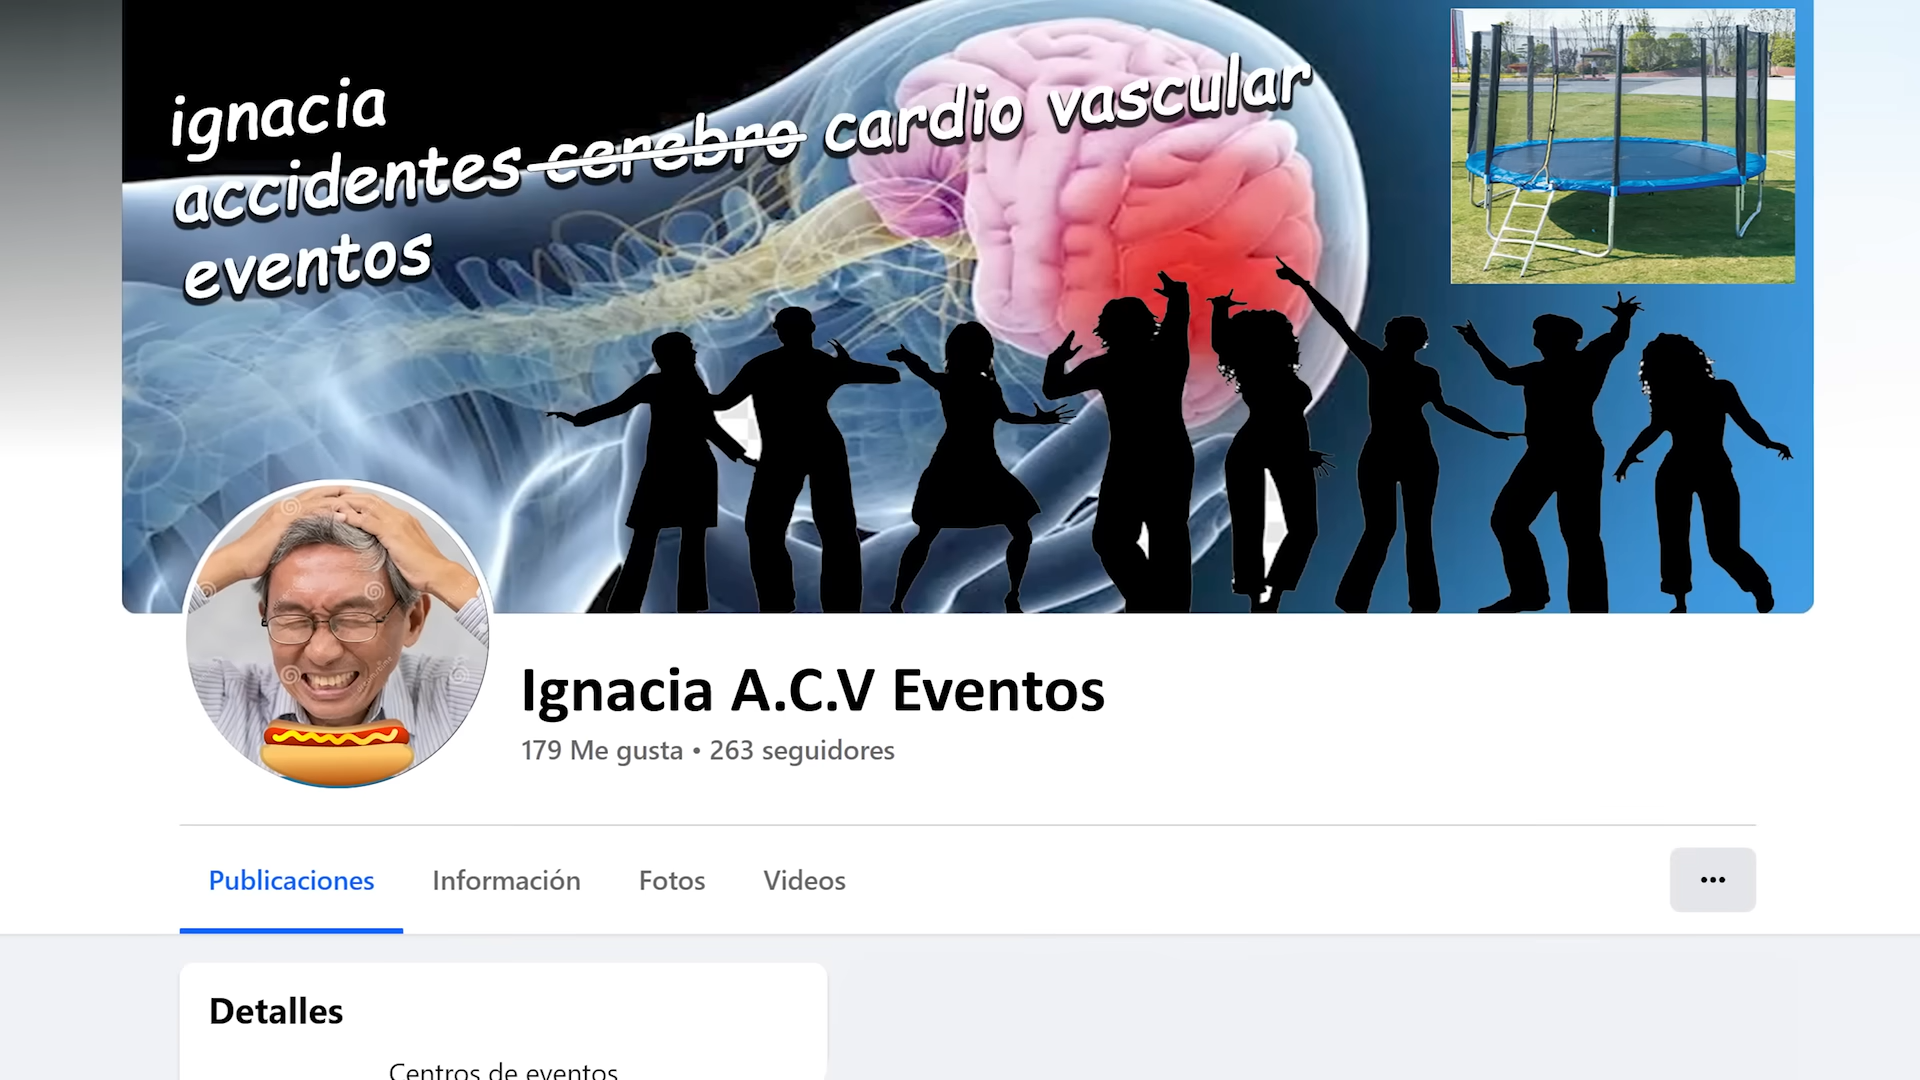 ignacia
accidentes cerebro cardio vascular
eventos
Ignacia A.C.V Eventos
179 Me gusta • 263 seguidores
Publicaciones Información Fotos Videos
Detalles
Centros de eventos